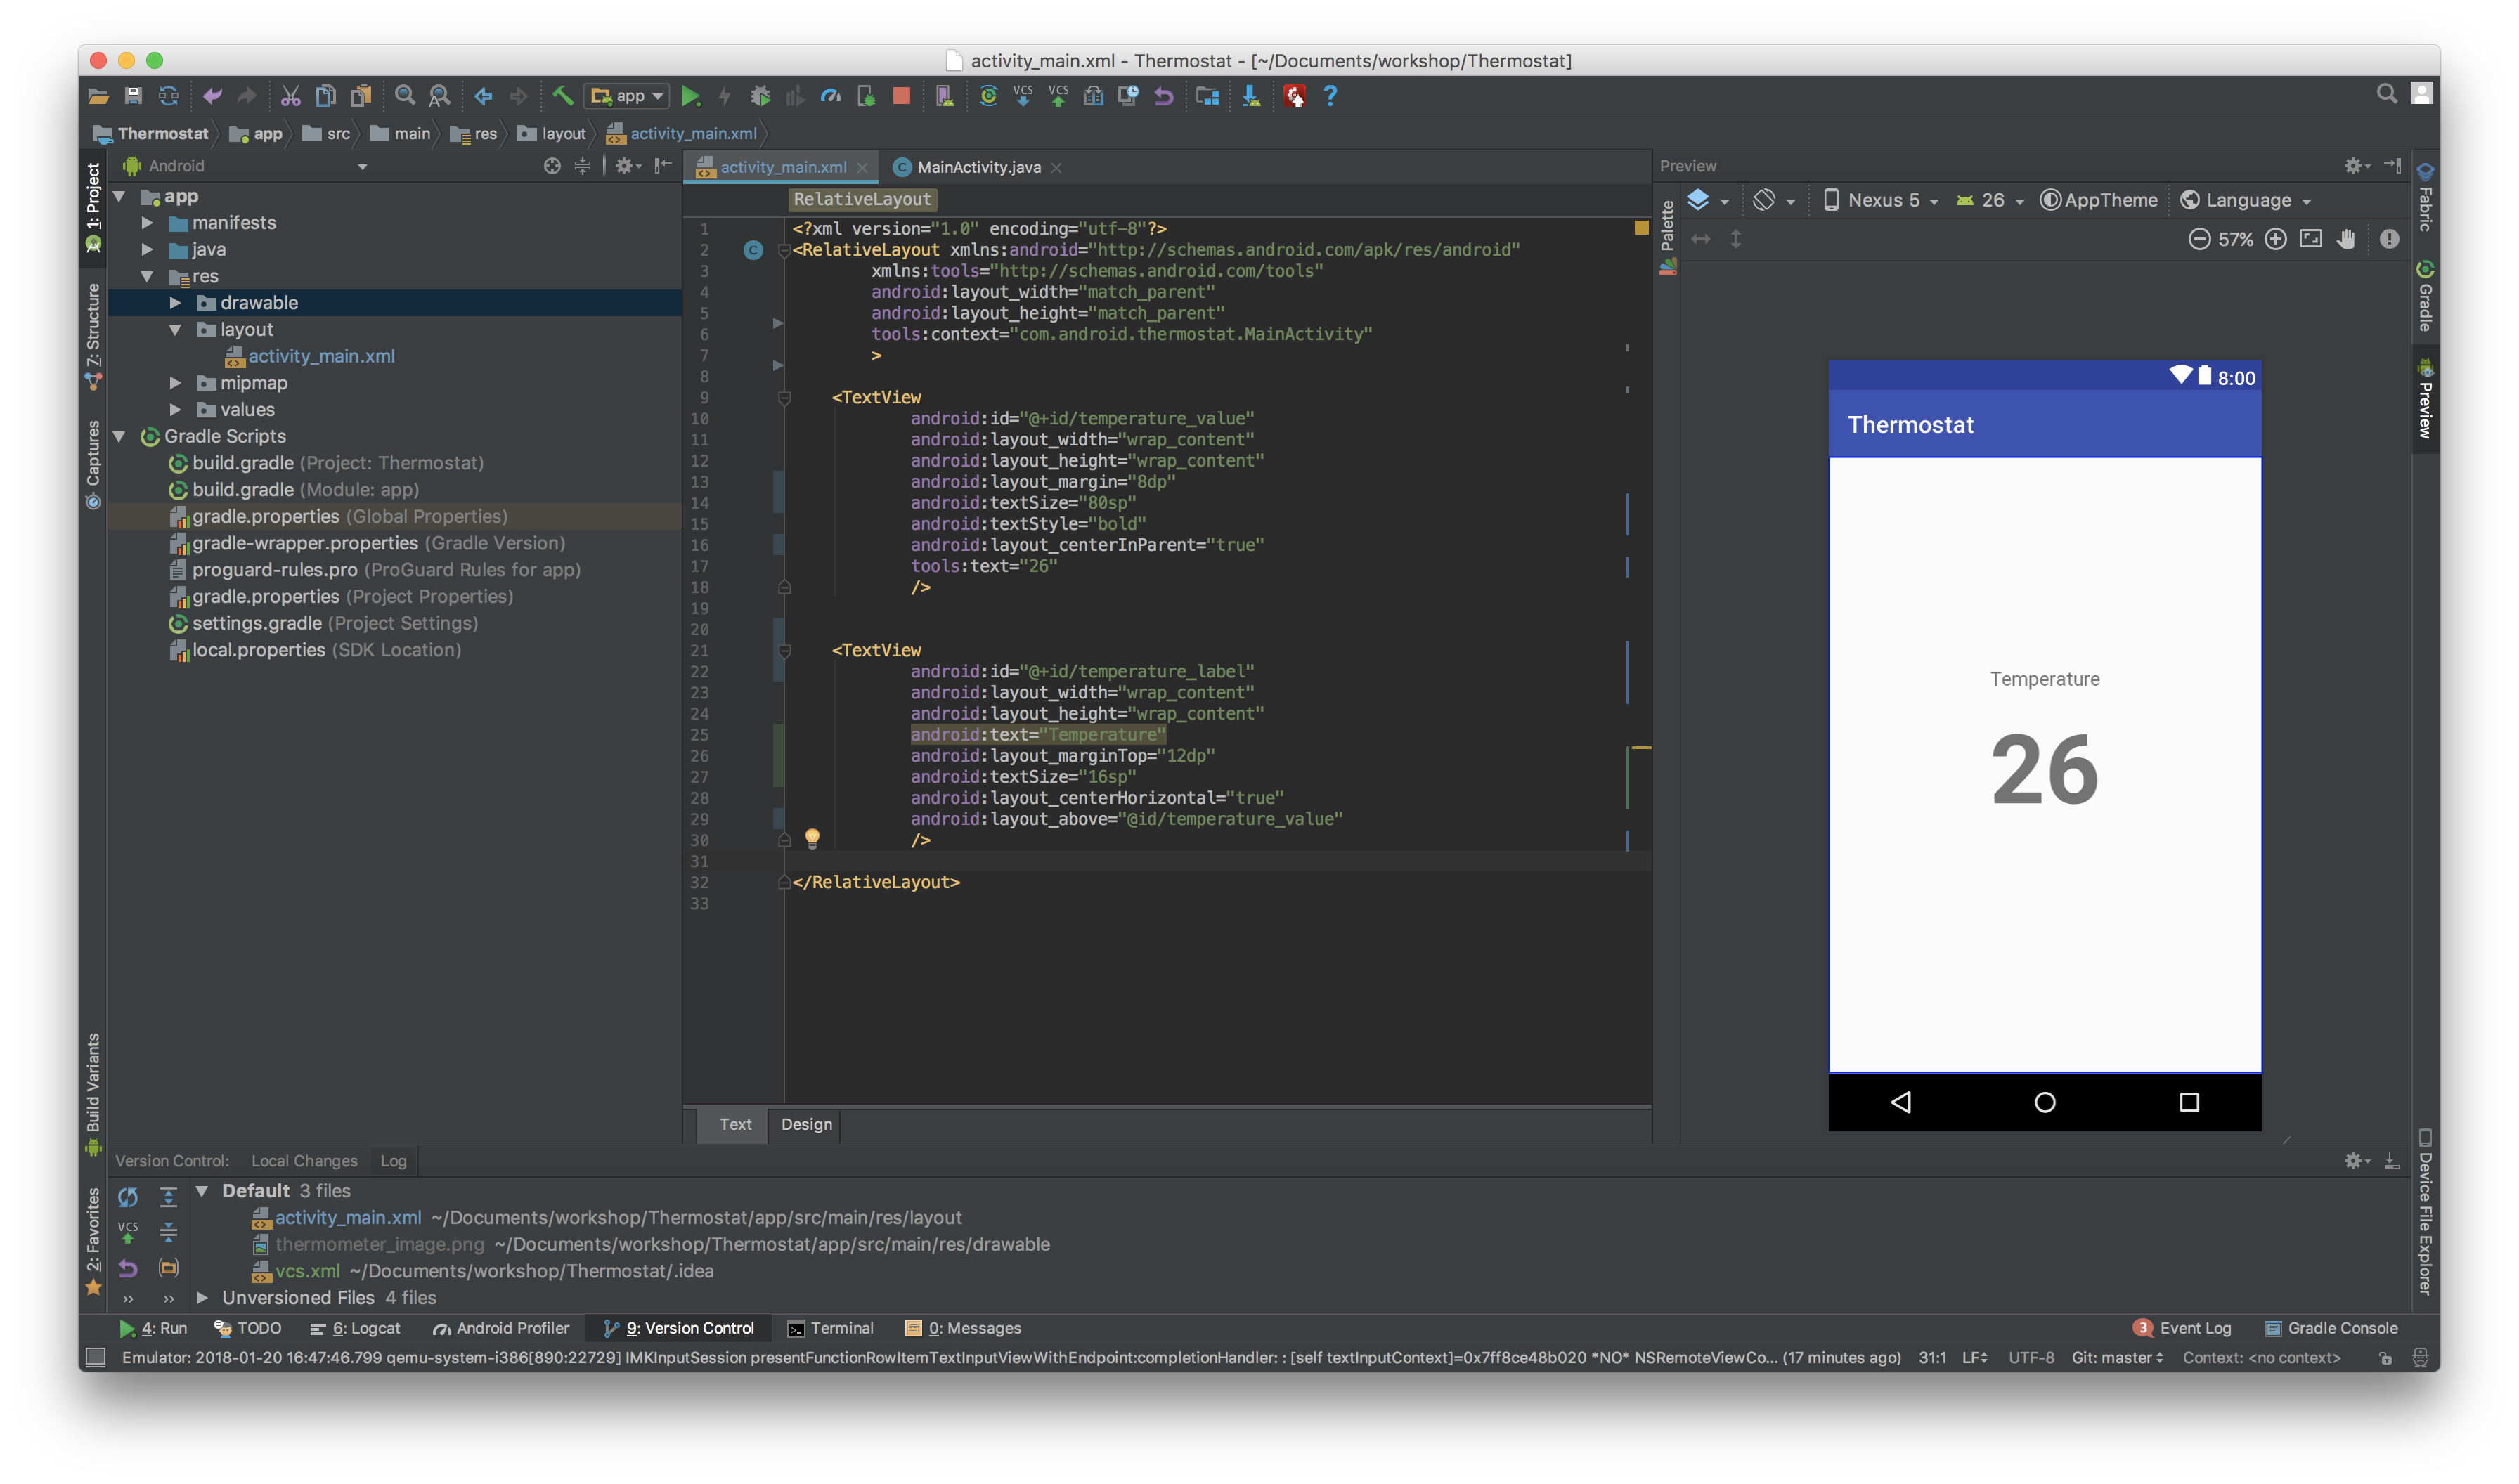 activity_main.xml - Thermostat - [~/Documents/workshop/Thermostat]
app
VCS VCS
Thermostat app src main res layout activity_main.xml
Android
activity_main.xml MainActivity.java
Preview
1: Project
Z: Structure
Captures
Build Variants
2: Favorites
app
manifests
java
res
drawable
layout
activity_main.xml
mipmap
values
Gradle Scripts
build.gradle (Project: Thermostat)
build.gradle (Module: app)
gradle.properties (Global Properties)
gradle-wrapper.properties (Gradle Version)
proguard-rules.pro (ProGuard Rules for app)
gradle.properties (Project Properties)
settings.gradle (Project Settings)
local.properties (SDK Location)
RelativeLayout
1 <?xml version="1.0" encoding="utf-8"?>
2 <RelativeLayout xmlns:android="http://schemas.android.com/apk/res/android"
3 xmlns:tools="http://schemas.android.com/tools"
4 android:layout_width="match_parent"
5 android:layout_height="match_parent"
6 tools:context="com.android.thermostat.MainActivity"
7 >
8
9 <TextView
10 android:id="@+id/temperature_value"
11 android:layout_width="wrap_content"
12 android:layout_height="wrap_content"
13 android:layout_margin="8dp"
14 android:textSize="80sp"
15 android:textStyle="bold"
16 android:layout_centerInParent="true"
17 tools:text="26"
18 />
19
20
21 <TextView
22 android:id="@+id/temperature_label"
23 android:layout_width="wrap_content"
24 android:layout_height="wrap_content"
25 android:text="Temperature"
26 android:layout_marginTop="12dp"
27 android:textSize="16sp"
28 android:layout_centerHorizontal="true"
29 android:layout_above="@id/temperature_value"
30 />
31
32 </RelativeLayout>
33
Text Design
Palette
Nexus 5 26 AppTheme Language
57%
8:00
Thermostat
Temperature
26
Fabric
Gradle
Preview
Device File Explorer
Version Control: Local Changes Log
VCS
Default 3 files
activity_main.xml ~/Documents/workshop/Thermostat/app/src/main/res/layout
thermometer_image.png ~/Documents/workshop/Thermostat/app/src/main/res/drawable
vcs.xml ~/Documents/workshop/Thermostat/.idea
Unversioned Files 4 files
4: Run TODO 6: Logcat Android Profiler 9: Version Control Terminal 0: Messages 3 Event Log Gradle Console
Emulator: 2018-01-20 16:47:46.799 qemu-system-i386[890:22729] IMKInputSession presentFunctionRowItemTextInputViewWithEndpoint:completionHandler: : [self textInputContext]=0x7ff8ce48b020 *NO* NSRemoteViewCo... (17 minutes ago) 31:1 LF UTF-8 Git: master Context: <no context>